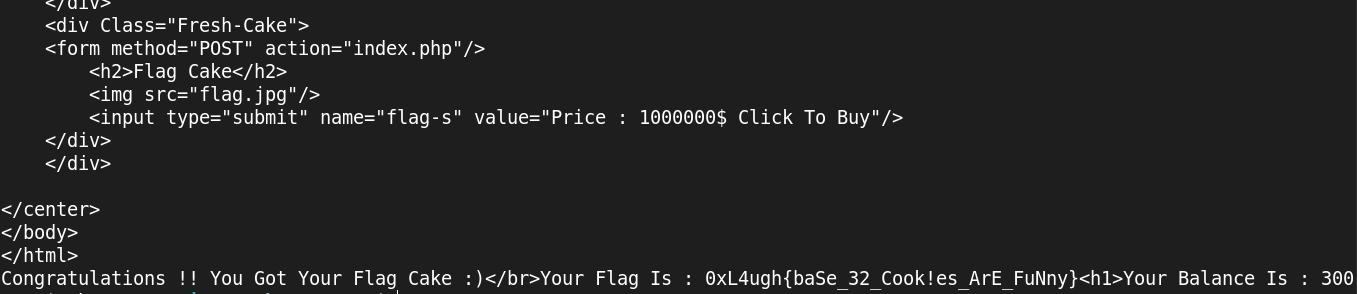 </div>
<div Class="Fresh-Cake">
<form method="POST" action="index.php"/>
<h2>Flag Cake</h2>
<img src="flag.jpg"/>
<input type="submit" name="flag-s" value="Price : 1000000$ Click To Buy"/>
</div>
</div>
</center>
</body>
</html>
Congratulations !! You Got Your Flag Cake :)</br>Your Flag Is : 0xL4ugh{baSe_32_Cook!es_ArE_FuNny}<h1>Your Balance Is : 300